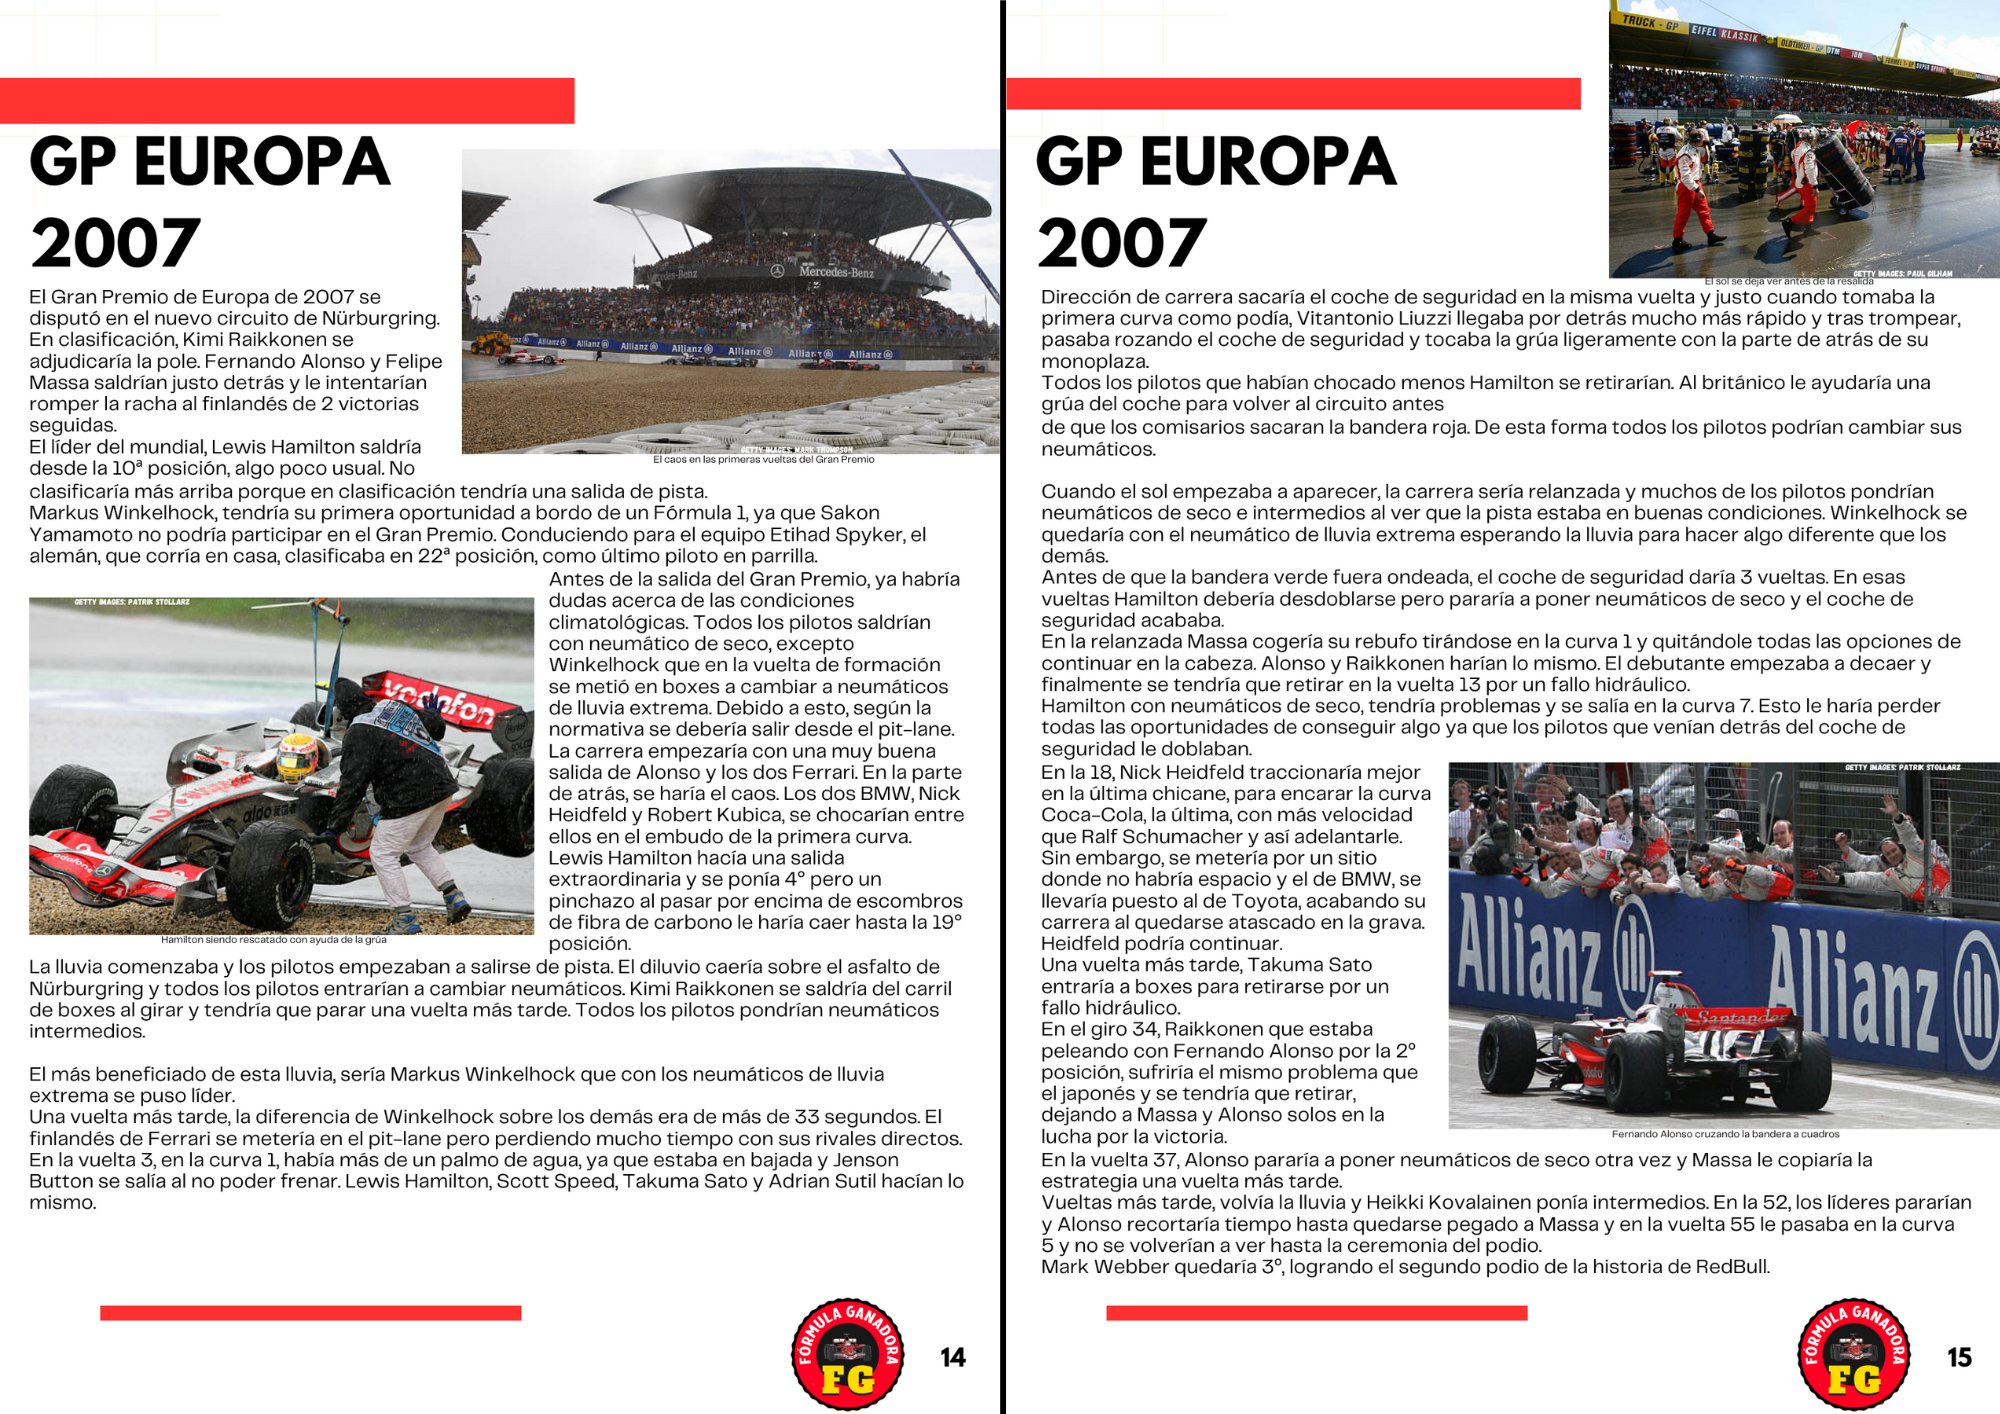 GP EUROPA
2007
El Gran Premio de Europa de 2007 se
disputó en el nuevo circuito de Nürburgring.
En clasificación, Kimi Raikkonen se
adjudicaría la pole. Fernando Alonso y Felipe
Massa saldrían justo detrás y le intentarían
romper la racha al finlandés de 2 victorias
seguidas.
El líder del mundial, Lewis Hamilton saldría
desde la 10ª posición, algo poco usual. No
clasificaría más arriba porque en clasificación tendría una salida de pista.
Markus Winkelhock, tendría su primera oportunidad a bordo de un Fórmula 1, ya que Sakon
Yamamoto no podría participar en el Gran Premio. Conduciendo para el equipo Etihad Spyker, el
alemán, que corría en casa, clasificaba en 22ª posición, como último piloto en parrilla.
Mercedes-Benz
Mercedes-Benz
Allianz
Allianz
Allianz
Allianz
Allianz
GETTY IMAGES: MARK THOMPSON
El caos en las primeras vueltas del Gran Premio
GETTY IMAGES: PATRIK STOLLARZ
vodafon
2
aigo
vodafone
Hamilton siendo rescatado con ayuda de la grúa
Antes de la salida del Gran Premio, ya habría
dudas acerca de las condiciones
climatológicas. Todos los pilotos saldrían
con neumático de seco, excepto
Winkelhock que en la vuelta de formación
se metió en boxes a cambiar a neumáticos
de lluvia extrema. Debido a esto, según la
normativa se debería salir desde el pit-lane.
La carrera empezaría con una muy buena
salida de Alonso y los dos Ferrari. En la parte
de atrás, se haría el caos. Los dos BMW, Nick
Heidfeld y Robert Kubica, se chocarían entre
ellos en el embudo de la primera curva.
Lewis Hamilton hacía una salida
extraordinaria y se ponía 4° pero un
pinchazo al pasar por encima de escombros
de fibra de carbono le haría caer hasta la 19°
posición.
La lluvia comenzaba y los pilotos empezaban a salirse de pista. El diluvio caería sobre el asfalto de
Nürburgring y todos los pilotos entrarían a cambiar neumáticos. Kimi Raikkonen se saldría del carril
de boxes al girar y tendría que parar una vuelta más tarde. Todos los pilotos pondrían neumáticos
intermedios.
El más beneficiado de esta lluvia, sería Markus Winkelhock que con los neumáticos de lluvia
extrema se puso líder.
Una vuelta más tarde, la diferencia de Winkelhock sobre los demás era de más de 33 segundos. El
finlandés de Ferrari se metería en el pit-lane pero perdiendo mucho tiempo con sus rivales directos.
En la vuelta 3, en la curva 1, había más de un palmo de agua, ya que estaba en bajada y Jenson
Button se salía al no poder frenar. Lewis Hamilton, Scott Speed, Takuma Sato y Adrian Sutil hacían lo
mismo.
FÓRMULA GANADORA
FG
14
GP EUROPA
2007
TRUCK - GP
EIFEL KLASSIK
OLDTIMER - GP
DTM
GETTY IMAGES: PAUL GILHAM
El sol se deja ver antes de la resalida
Dirección de carrera sacaría el coche de seguridad en la misma vuelta y justo cuando tomaba la
primera curva como podía, Vitantonio Liuzzi llegaba por detrás mucho más rápido y tras trompear,
pasaba rozando el coche de seguridad y tocaba la grúa ligeramente con la parte de atrás de su
monoplaza.
Todos los pilotos que habían chocado menos Hamilton se retirarían. Al británico le ayudaría una
grúa del coche para volver al circuito antes
de que los comisarios sacaran la bandera roja. De esta forma todos los pilotos podrían cambiar sus
neumáticos.
Cuando el sol empezaba a aparecer, la carrera sería relanzada y muchos de los pilotos pondrían
neumáticos de seco e intermedios al ver que la pista estaba en buenas condiciones. Winkelhock se
quedaría con el neumático de lluvia extrema esperando la lluvia para hacer algo diferente que los
demás.
Antes de que la bandera verde fuera ondeada, el coche de seguridad daría 3 vueltas. En esas
vueltas Hamilton debería desdoblarse pero pararía a poner neumáticos de seco y el coche de
seguridad acababa.
En la relanzada Massa cogería su rebufo tirándose en la curva 1 y quitándole todas las opciones de
continuar en la cabeza. Alonso y Raikkonen harían lo mismo. El debutante empezaba a decaer y
finalmente se tendría que retirar en la vuelta 13 por un fallo hidráulico.
Hamilton con neumáticos de seco, tendría problemas y se salía en la curva 7. Esto le haría perder
todas las oportunidades de conseguir algo ya que los pilotos que venían detrás del coche de
seguridad le doblaban.
En la 18, Nick Heidfeld traccionaría mejor
en la última chicane, para encarar la curva
Coca-Cola, la última, con más velocidad
que Ralf Schumacher y así adelantarle.
Sin embargo, se metería por un sitio
donde no habría espacio y el de BMW, se
llevaría puesto al de Toyota, acabando su
carrera al quedarse atascado en la grava.
Heidfeld podría continuar.
Una vuelta más tarde, Takuma Sato
entraría a boxes para retirarse por un
fallo hidráulico.
En el giro 34, Raikkonen que estaba
peleando con Fernando Alonso por la 2°
posición, sufriría el mismo problema que
el japonés y se tendría que retirar,
dejando a Massa y Alonso solos en la
lucha por la victoria.
GETTY IMAGES: PATRIK STOLLARZ
Allianz
Allianz
Santander
Fernando Alonso cruzando la bandera a cuadros
En la vuelta 37, Alonso pararía a poner neumáticos de seco otra vez y Massa le copiaría la
estrategia una vuelta más tarde.
Vueltas más tarde, volvía la lluvia y Heikki Kovalainen ponía intermedios. En la 52, los líderes pararían
y Alonso recortaría tiempo hasta quedarse pegado a Massa y en la vuelta 55 le pasaba en la curva
5 y no se volverían a ver hasta la ceremonia del podio.
Mark Webber quedaría 3º, logrando el segundo podio de la historia de RedBull.
FÓRMULA GANADORA
FG
15